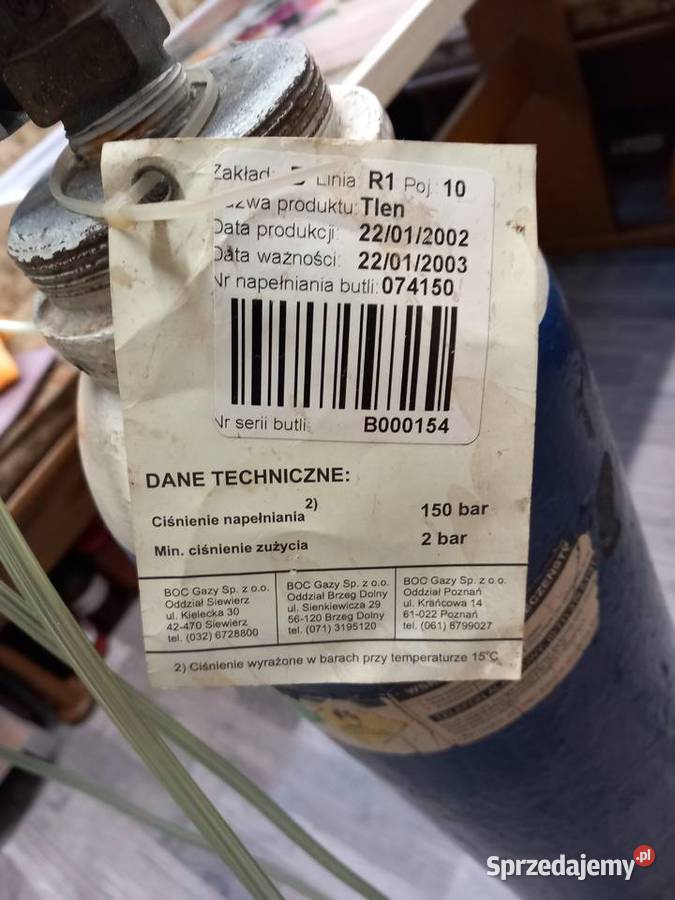 Zakład: Linia: R1 Poj: 10
nazwa produktu: Tlen
Data produkcji: 22/01/2002
Data ważności: 22/01/2003
Nr napełniania butli: 074150
Nr serii butli: B000154
DANE TECHNICZNE:
Ciśnienie napełniania 2) 150 bar
Min. ciśnienie zużycia 2 bar
BOC Gazy Sp. z o.o.
Oddział Siewierz
ul. Kielecka 30
42-470 Siewierz
tel. (032) 6728800
BOC Gazy Sp. z o.o.
Oddział Brzeg Dolny
ul. Sienkiewicza 29
56-120 Brzeg Dolny
tel. (071) 3195120
BOC Gazy Sp. z o.o.
Oddział Poznań
ul. Krańcowa 14
61-022 Poznań
tel. (061) 8799027
2) Ciśnienie wyrażone w barach przy temperaturze 15°C
Sprzedajemy.pl